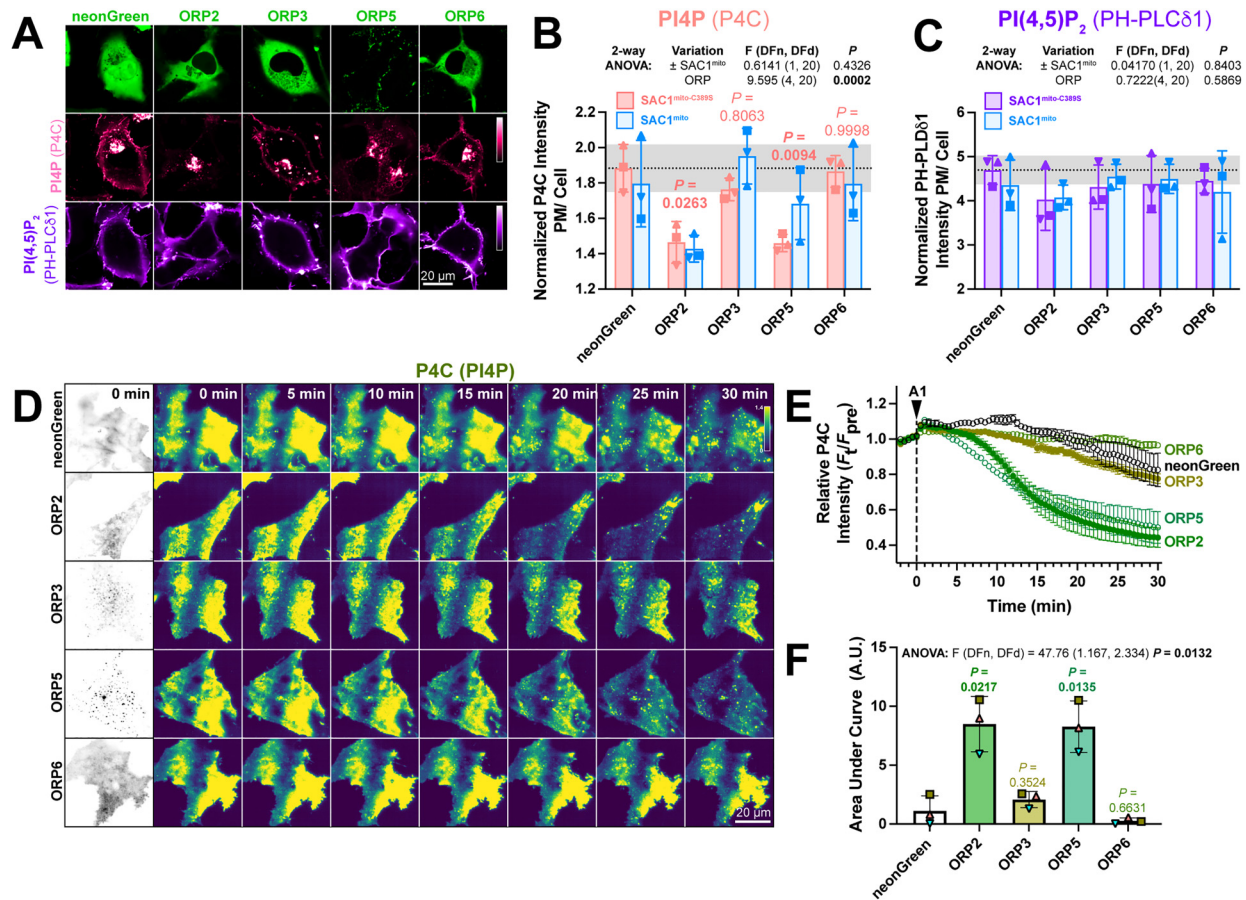 A
neonGreen
ORP2
ORP3
ORP5
ORP6
PI4P (P4C)
PI(4,5)P2
(PH-PLCδ1)
20 µm
B
PI4P (P4C)
2-way
ANOVA:
Variation
± SAC1mito
ORP
F (DFn, DFd)
0.6141 (1, 20)
9.595 (4, 20)
P
0.4326
0.0002
SAC1mito-C389S
SAC1mito
P =
0.0263
P =
0.8063
P =
0.0094
P =
0.9998
Normalized P4C Intensity
PM/ Cell
2.2
2.0
1.8
1.6
1.4
1.2
neonGreen
ORP2
ORP3
ORP5
ORP6
C
PI(4,5)P2 (PH-PLCδ1)
2-way
ANOVA:
Variation
± SAC1mito
ORP
F (DFn, DFd)
0.04170 (1, 20)
0.7222(4, 20)
P
0.8403
0.5869
SAC1mito-C389S
SAC1mito
Normalized PH-PLDδ1
Intensity PM/ Cell
6
5
4
3
2
neonGreen
ORP2
ORP3
ORP5
ORP6
D
P4C (PI4P)
0 min
0 min
5 min
10 min
15 min
20 min
25 min
30 min
1.4
0
neonGreen
ORP2
ORP3
ORP5
ORP6
20 µm
E
A1
Relative P4C
Intensity (Ft/Fpre)
1.2
1.0
0.8
0.6
0.4
0
5
10
15
20
25
30
Time (min)
ORP6
neonGreen
ORP3
ORP5
ORP2
F
ANOVA: F (DFn, DFd) = 47.76 (1.167, 2.334) P = 0.0132
Area Under Curve (A.U.)
15
10
5
0
P =
0.0217
P =
0.3524
P =
0.0135
P =
0.6631
neonGreen
ORP2
ORP3
ORP5
ORP6